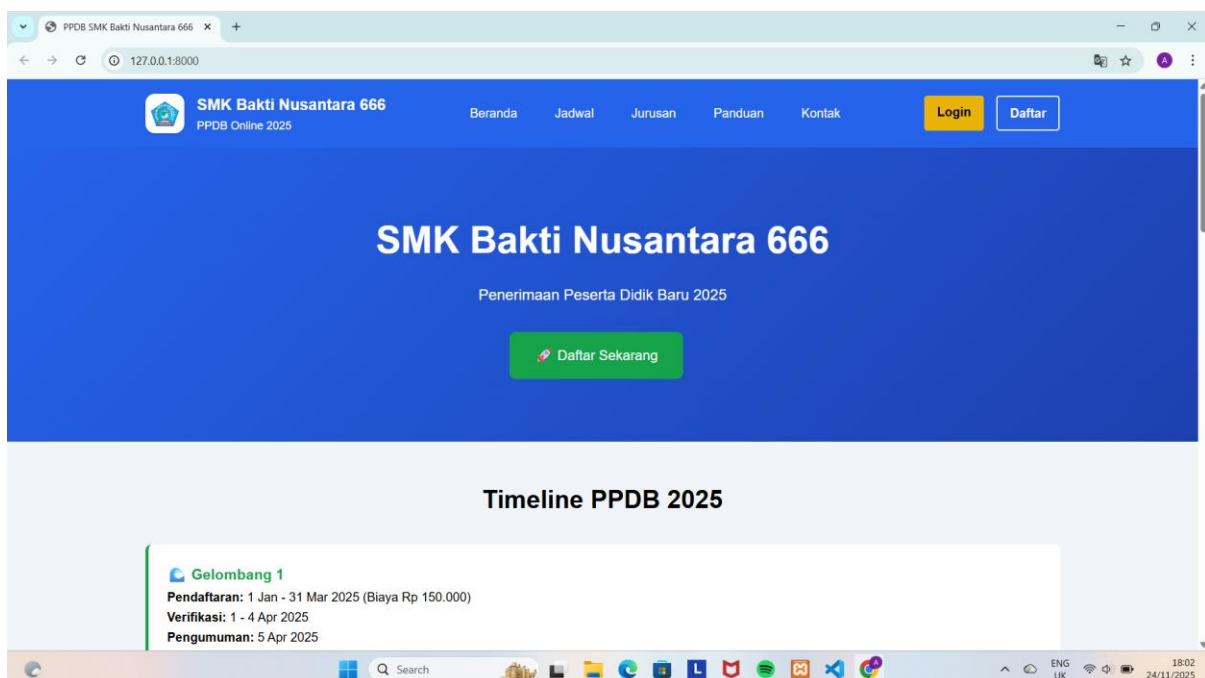 PPDB SMK Bakti Nusantara 666
127.0.0.1:8000
A
SMK Bakti Nusantara 666
PPDB Online 2025
Beranda Jadwal Jurusan Panduan Kontak
Login Daftar
SMK Bakti Nusantara 666
Penerimaan Peserta Didik Baru 2025
🚀 Daftar Sekarang
Timeline PPDB 2025
🌊 Gelombang 1
Pendaftaran: 1 Jan - 31 Mar 2025 (Biaya Rp 150.000)
Verifikasi: 1 - 4 Apr 2025
Pengumuman: 5 Apr 2025
Search
L
ENG
UK
18:02
24/11/2025